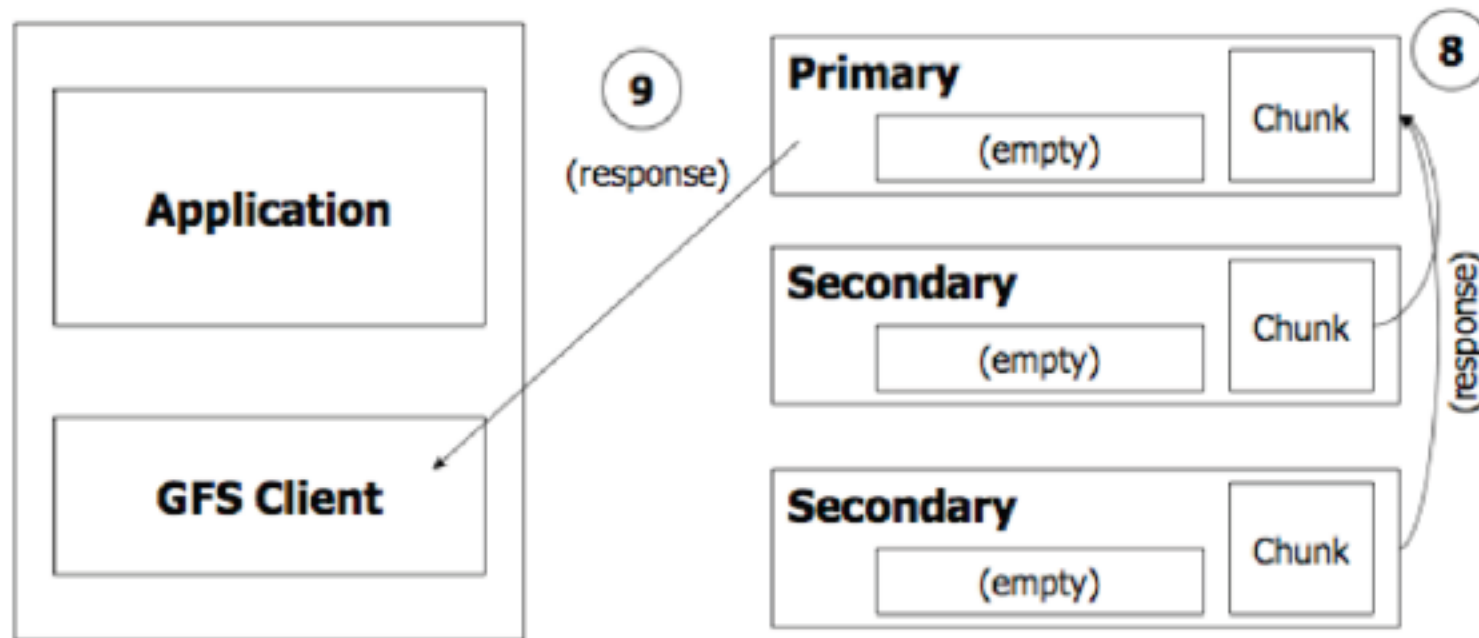 Application
GFS Client
9
(response)
8
Primary
(empty)
Chunk
Secondary
(empty)
Chunk
Secondary
(empty)
Chunk
(response)